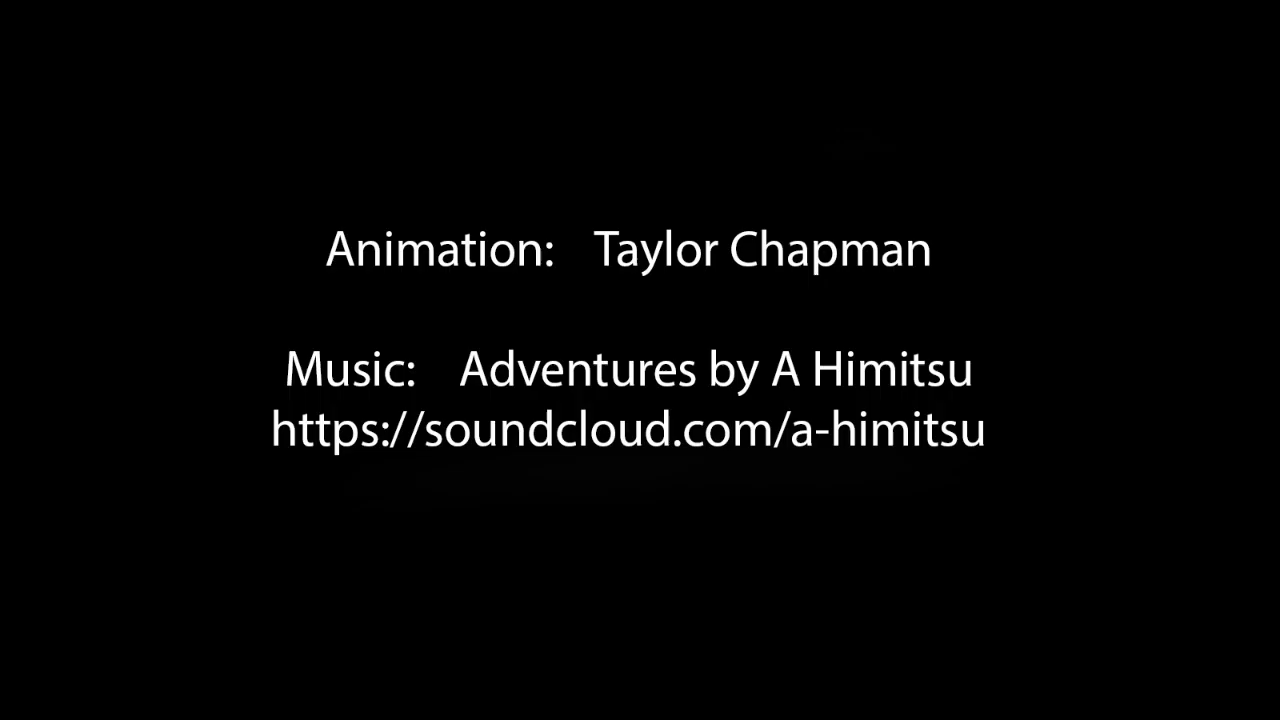 Animation: Taylor Chapman
Music: Adventures by A Himitsu
https://soundcloud.com/a-himitsu